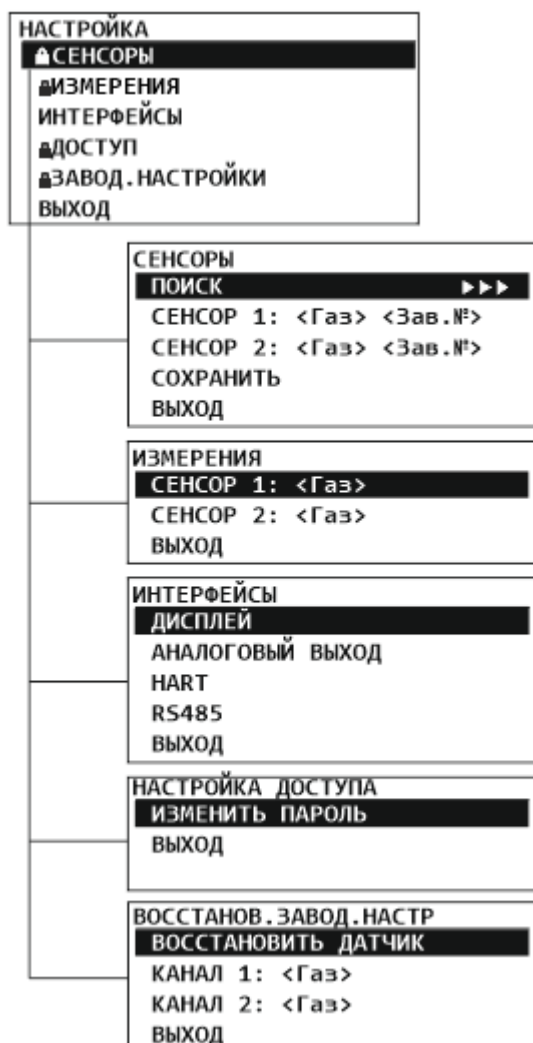 НАСТРОЙКА
СЕНСОРЫ
ИЗМЕРЕНИЯ
ИНТЕРФЕЙСЫ
ДОСТУП
ЗАВОД.НАСТРОЙКИ
ВЫХОД
СЕНСОРЫ
ПОИСК ▶▶▶
СЕНСОР 1: <Газ> <Зав.№>
СЕНСОР 2: <Газ> <Зав.№>
СОХРАНИТЬ
ВЫХОД
ИЗМЕРЕНИЯ
СЕНСОР 1: <Газ>
СЕНСОР 2: <Газ>
ВЫХОД
ИНТЕРФЕЙСЫ
ДИСПЛЕЙ
АНАЛОГОВЫЙ ВЫХОД
HART
RS485
ВЫХОД
НАСТРОЙКА ДОСТУПА
ИЗМЕНИТЬ ПАРОЛЬ
ВЫХОД
ВОССТАНОВ.ЗАВОД.НАСТР
ВОССТАНОВИТЬ ДАТЧИК
КАНАЛ 1: <Газ>
КАНАЛ 2: <Газ>
ВЫХОД